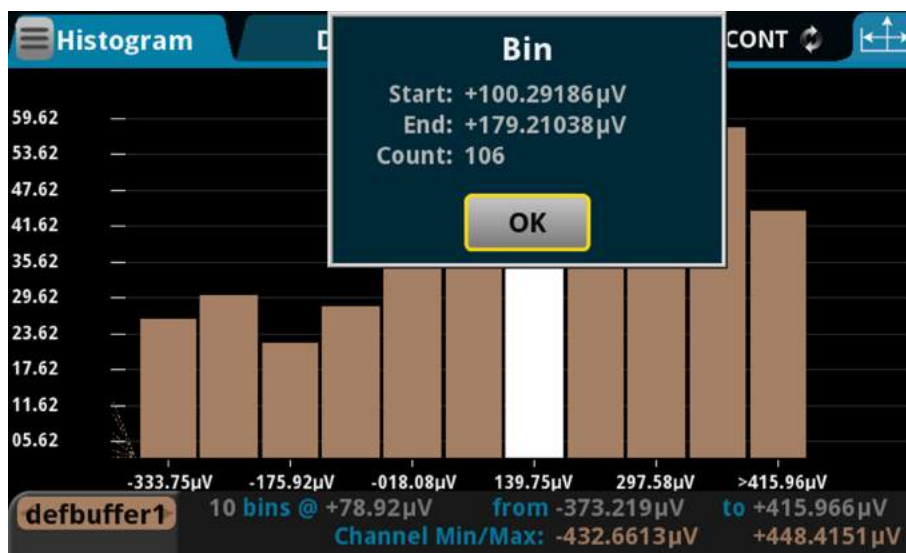 Histogram
D
CONT
Bin
Start: +100.29186µV
End: +179.21038µV
Count: 106
OK
59.62
53.62
47.62
41.62
35.62
29.62
23.62
17.62
11.62
05.62
-333.75µV -175.92µV -018.08µV 139.75µV 297.58µV >415.96µV
defbuffer1 10 bins @ +78.92µV from -373.219µV to +415.966µV
Channel Min/Max: -432.6613µV +448.4151µV